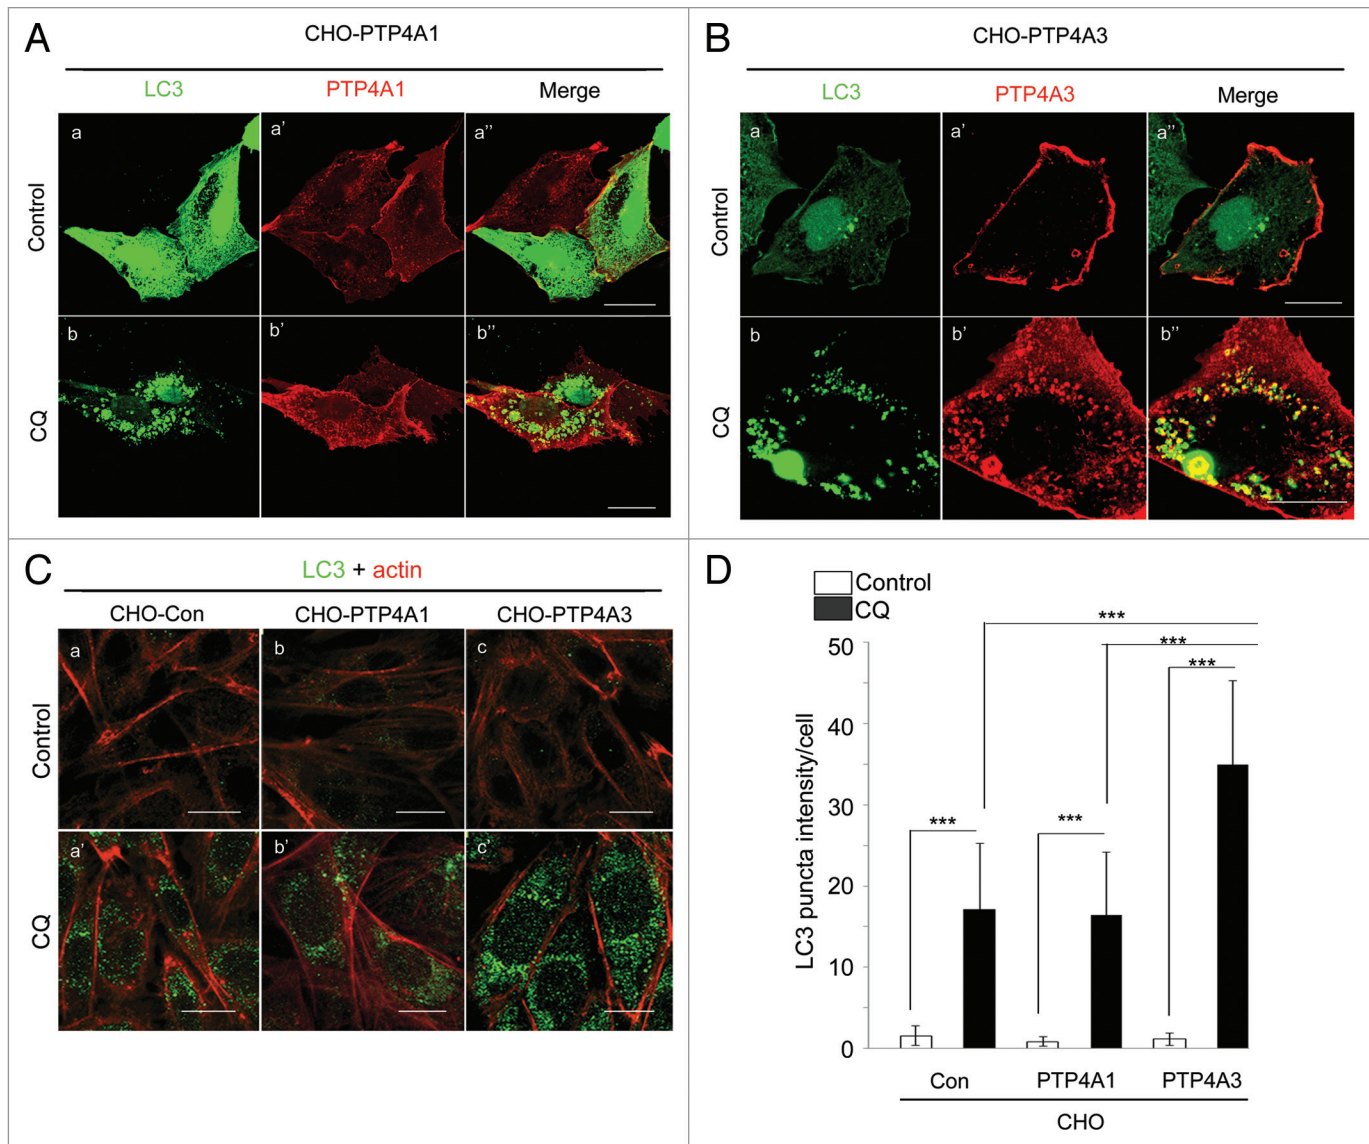 A
CHO-PTP4A1
LC3
PTP4A1
Merge
Control
a
a'
a''
CQ
b
b'
b''
B
CHO-PTP4A3
LC3
PTP4A3
Merge
Control
a
a'
a''
CQ
b
b'
b''
C
LC3 + actin
CHO-Con
CHO-PTP4A1
CHO-PTP4A3
Control
a
b
c
CQ
a'
b'
c'
D
Control
CQ
LC3 puncta intensity/cell
50
40
30
20
10
0
***
***
***
***
***
Con
PTP4A1
PTP4A3
CHO